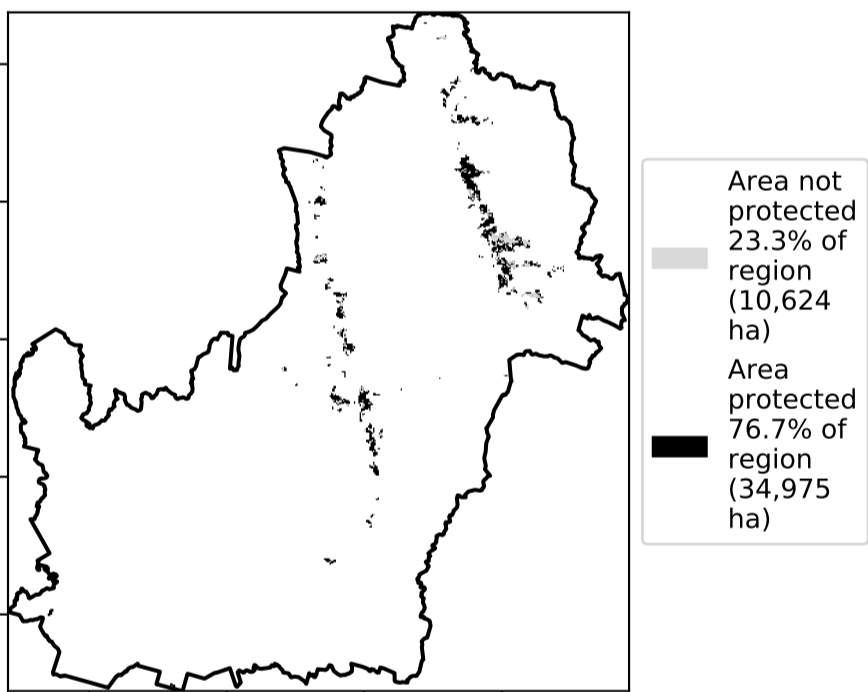 Area not
protected
23.3% of
region
(10,624
ha)
Area
protected
76.7% of
region
(34,975
ha)